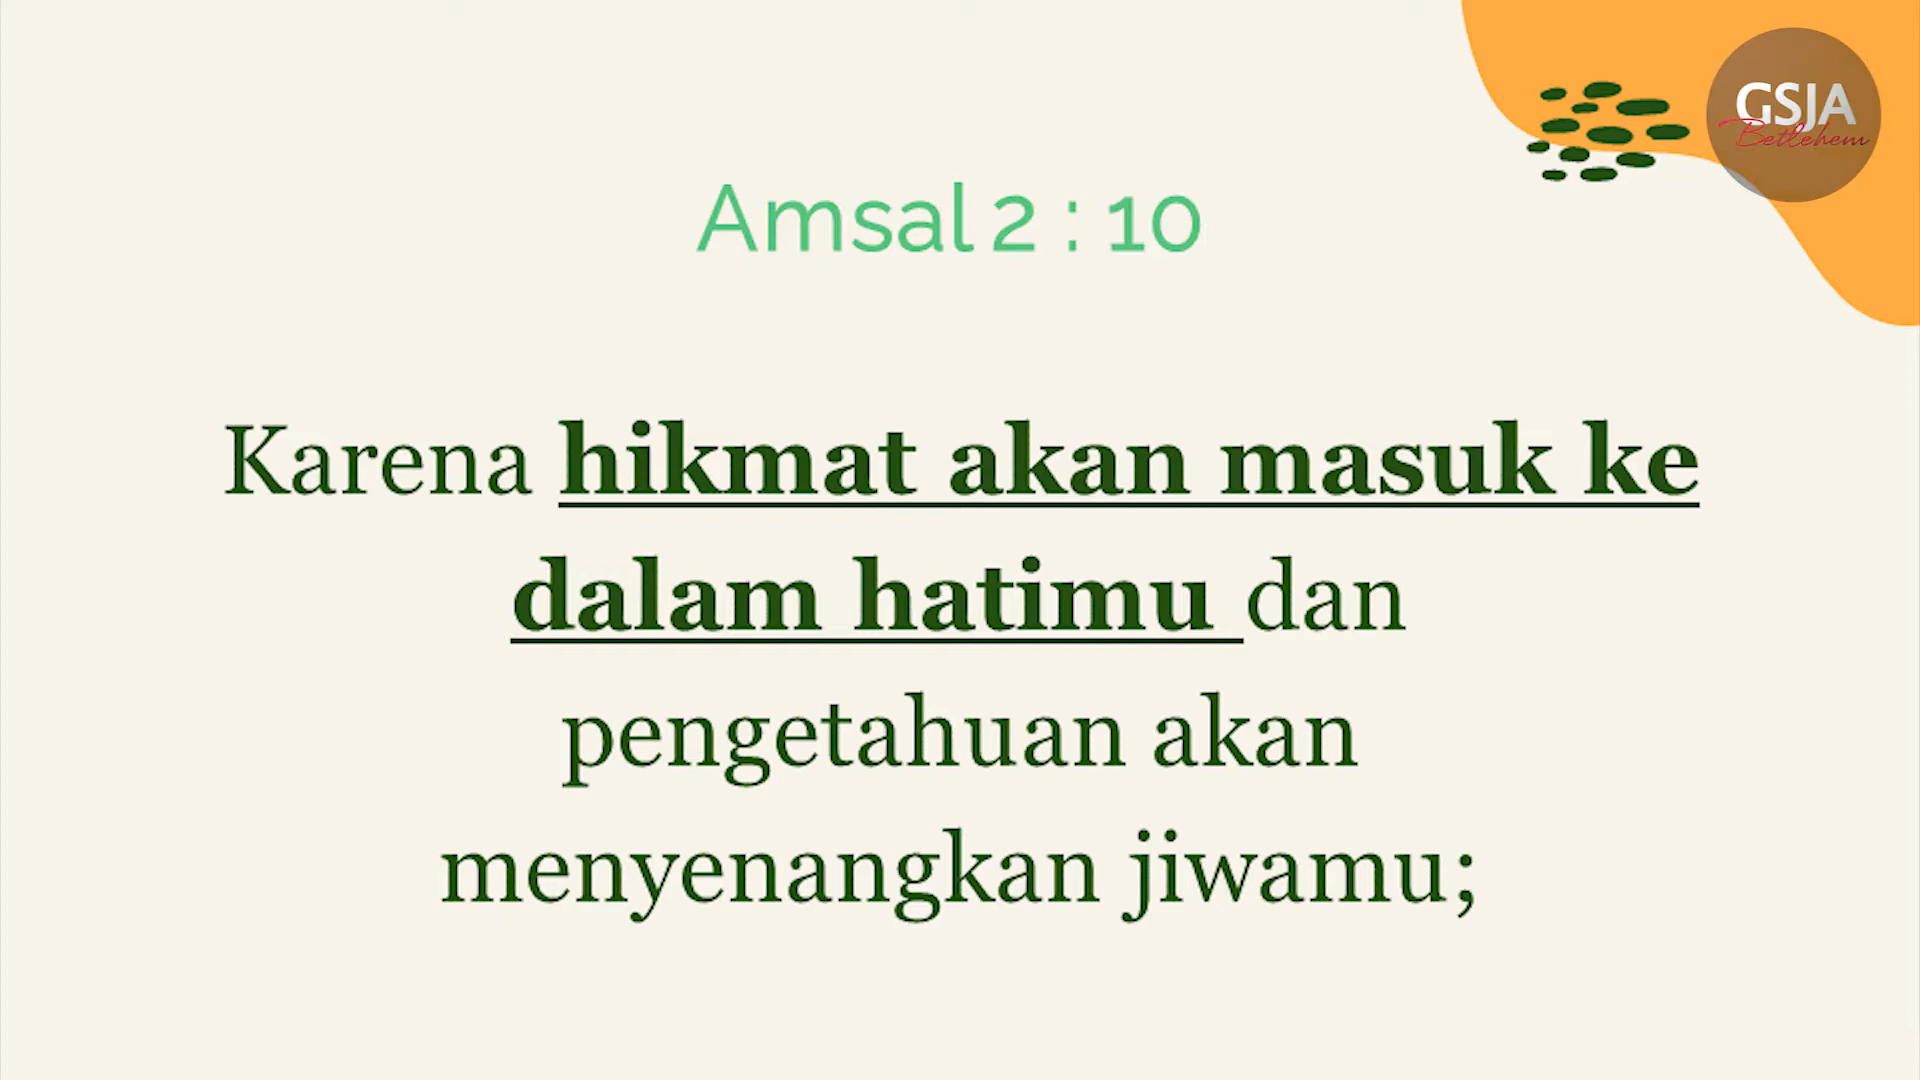 GSJA
Betlehem
Amsal 2 : 10
Karena hikmat akan masuk ke
dalam hatimu dan
pengetahuan akan
menyenangkan jiwamu;